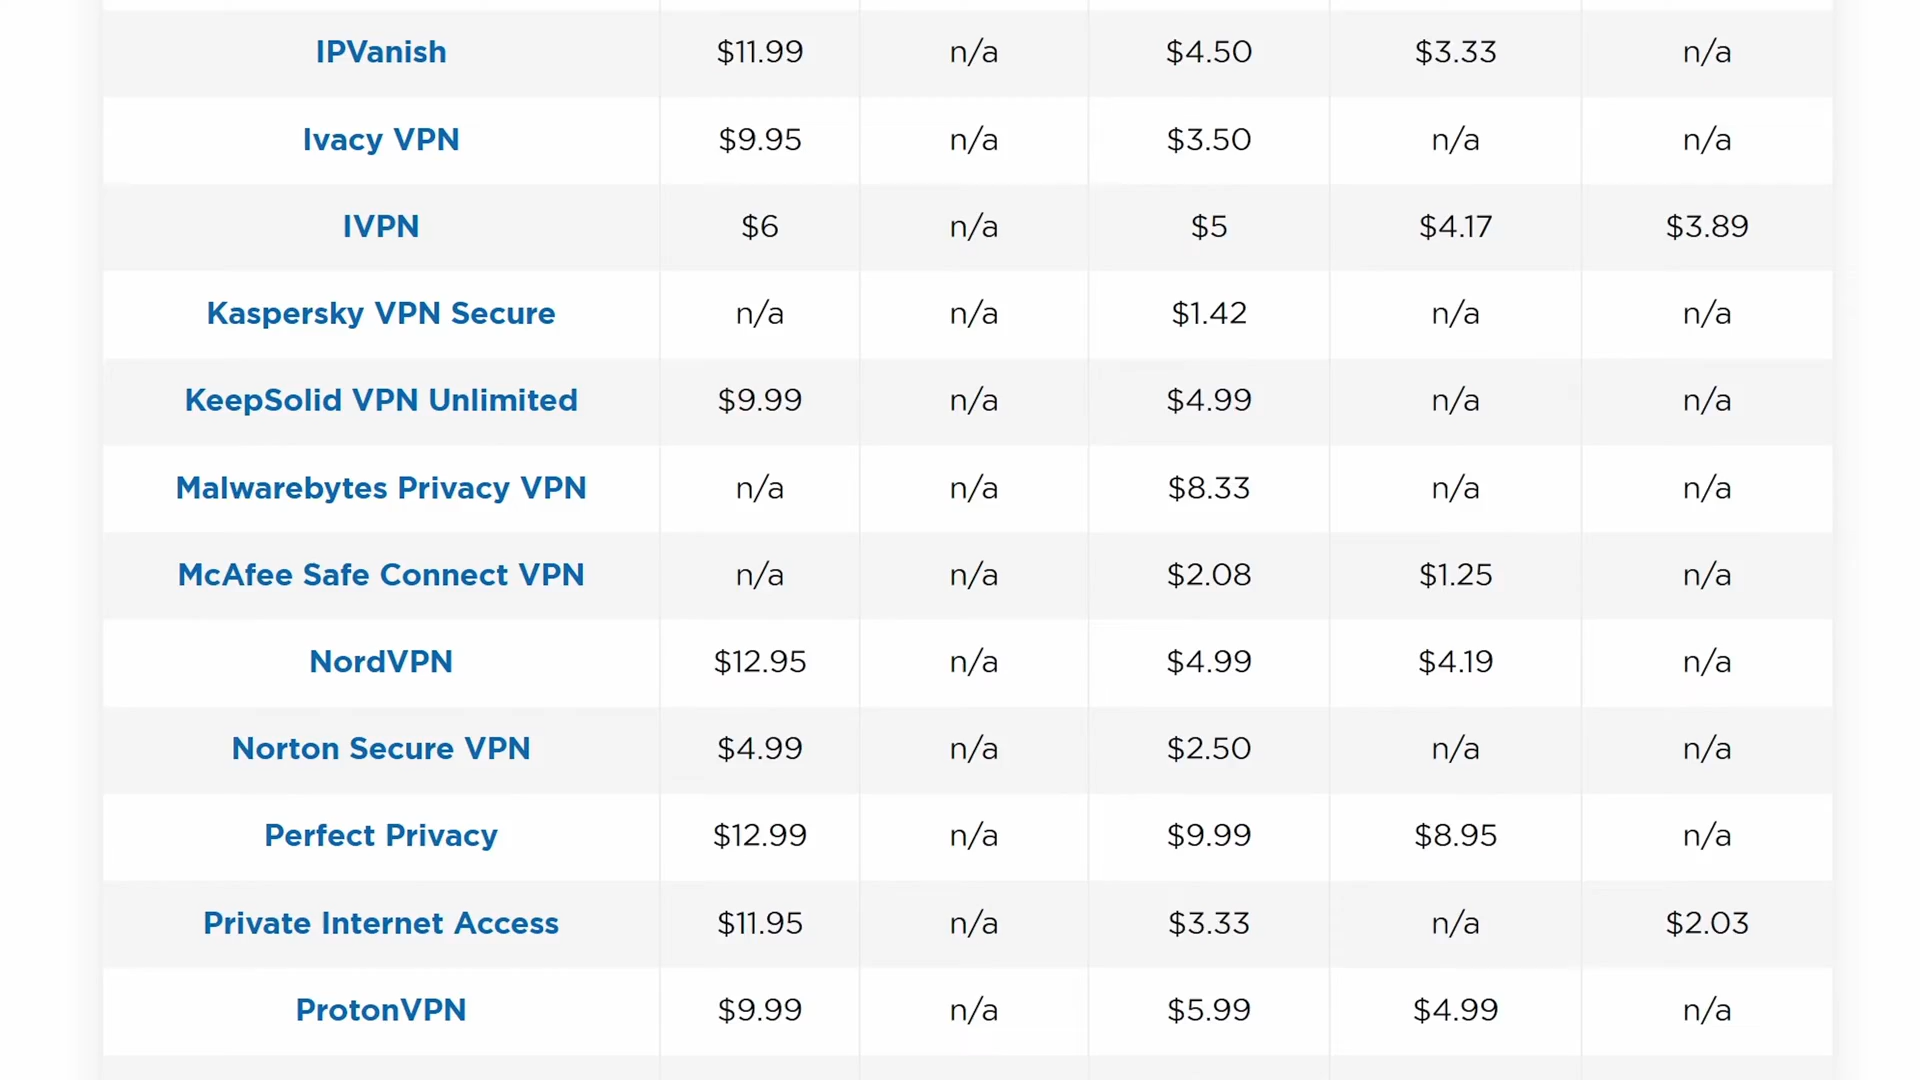 IPVanish $11.99 n/a $4.50 $3.33 n/a
Ivacy VPN $9.95 n/a $3.50 n/a n/a
IVPN $6 n/a $5 $4.17 $3.89
Kaspersky VPN Secure n/a n/a $1.42 n/a n/a
KeepSolid VPN Unlimited $9.99 n/a $4.99 n/a n/a
Malwarebytes Privacy VPN n/a n/a $8.33 n/a n/a
McAfee Safe Connect VPN n/a n/a $2.08 $1.25 n/a
NordVPN $12.95 n/a $4.99 $4.19 n/a
Norton Secure VPN $4.99 n/a $2.50 n/a n/a
Perfect Privacy $12.99 n/a $9.99 $8.95 n/a
Private Internet Access $11.95 n/a $3.33 n/a $2.03
ProtonVPN $9.99 n/a $5.99 $4.99 n/a